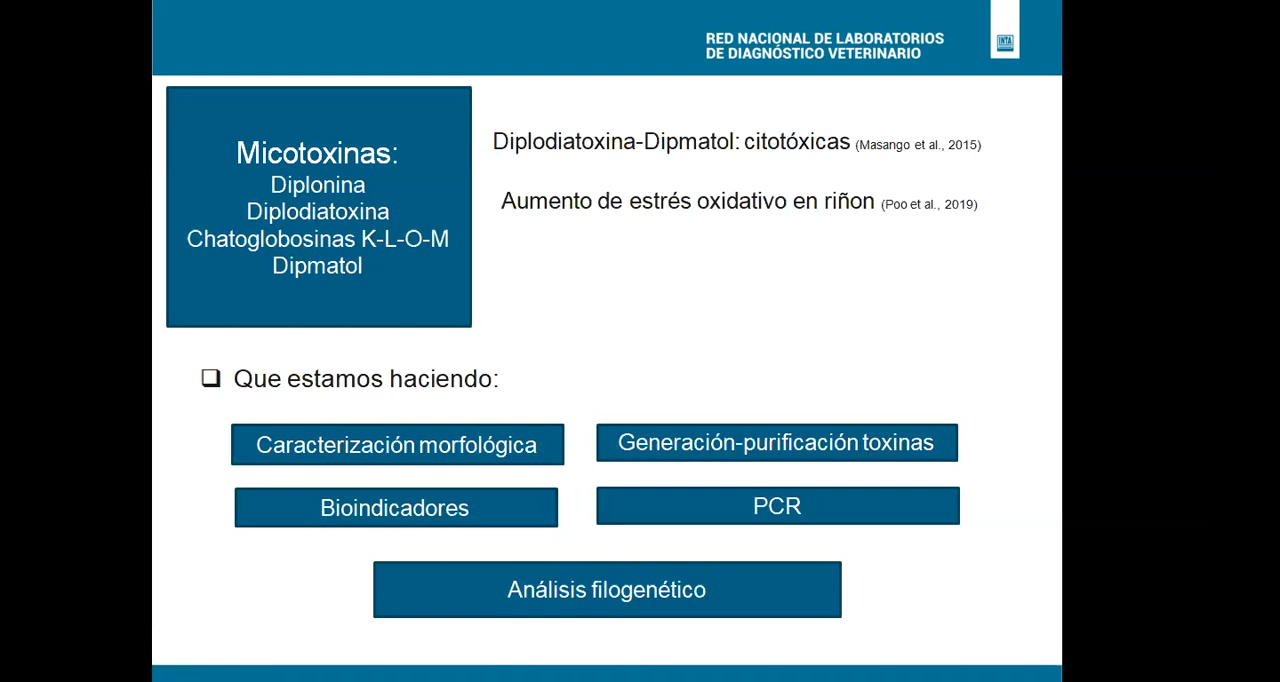 RED NACIONAL DE LABORATORIOS
DE DIAGNÓSTICO VETERINARIO
INTA
Micotoxinas:
Diplonina
Diplodiatoxina
Chatoglobosinas K-L-O-M
Dipmatol
Diplodiatoxina-Dipmatol: citotóxicas (Masango et al., 2015)
Aumento de estrés oxidativo en riñon (Poo et al., 2019)
Que estamos haciendo:
Caracterización morfológica
Generación-purificación toxinas
Bioindicadores
PCR
Análisis filogenético